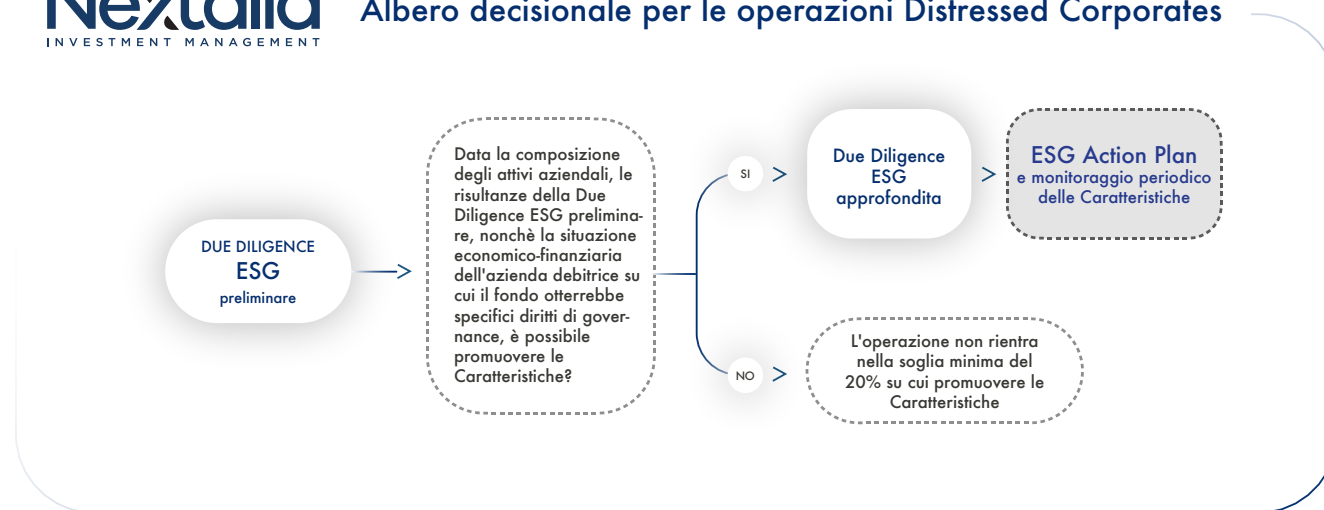 Nextalia
INVESTMENT MANAGEMENT
Albero decisionale per le operazioni Distressed Corporates
DUE DILIGENCE
ESG
preliminare
Data la composizione
degli attivi aziendali, le
risultanze della Due
Diligence ESG prelimina-
re, nonchè la situazione
economico-finanziaria
dell'azienda debitrice su
cui il fondo otterrebbe
specifici diritti di gover-
nance, è possibile
promuovere le
Caratteristiche?
SI
Due Diligence
ESG
approfondita
ESG Action Plan
e monitoraggio periodico
delle Caratteristiche
NO
L'operazione non rientra
nella soglia minima del
20% su cui promuovere le
Caratteristiche